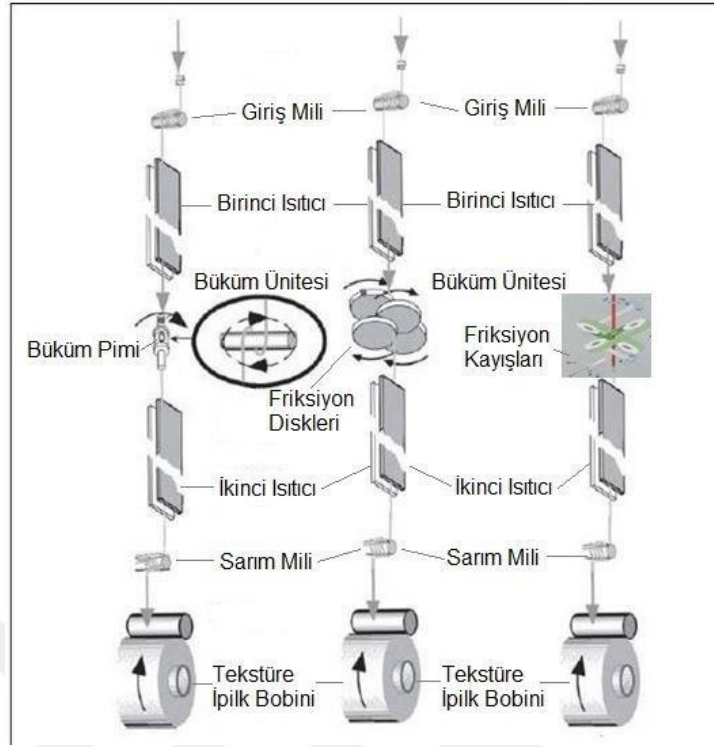 Giriş Mili
Giriş Mili
Birinci Isıtıcı
Birinci Isıtıcı
Büküm Ünitesi
Büküm Ünitesi
Büküm Pimi
Friksiyon
Kayışları
Friksiyon
Diskleri
İkinci Isıtıcı
İkinci Isıtıcı
Sarım Mili
Sarım Mili
Tekstüre
İpilk Bobini
Tekstüre
İpilk Bobini